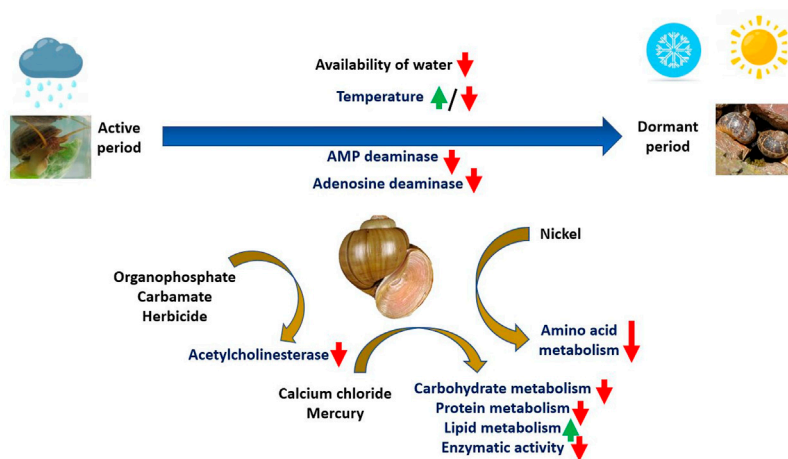 Availability of water
Temperature /
Active
period
Dormant
period
AMP deaminase
Adenosine deaminase
Nickel
Organophosphate
Carbamate
Herbicide
Acetylcholinesterase
Amino acid
metabolism
Calcium chloride
Mercury
Carbohydrate metabolism
Protein metabolism
Lipid metabolism
Enzymatic activity